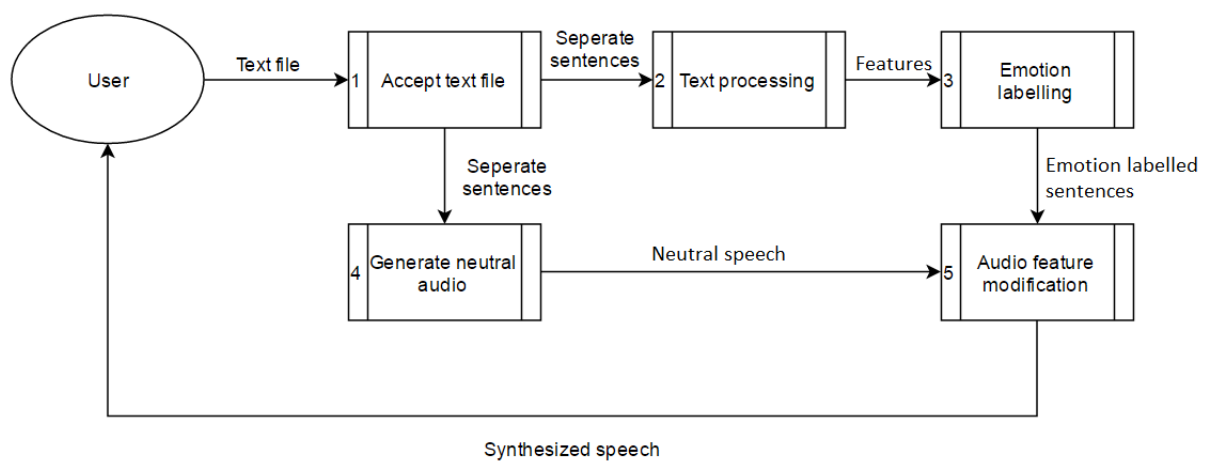 User
Text file
1
Accept text file
Seperate
sentences
2
Text processing
Features
3
Emotion
labelling
Seperate
sentences
Emotion labelled
sentences
4
Generate neutral
audio
Neutral speech
5
Audio feature
modification
Synthesized speech